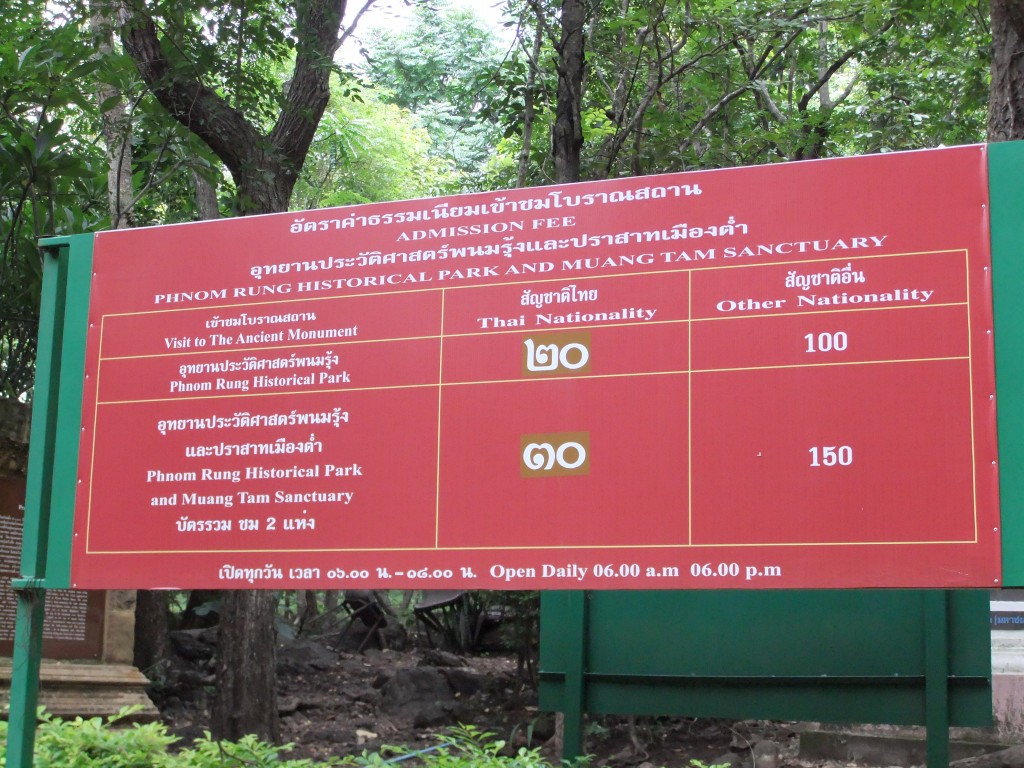 อัตราค่าธรรมเนียมเข้าชมโบราณสถาน
ADMISSION FEE
อุทยานประวัติศาสตร์พนมรุ้งและปราสาทเมืองต่ำ
PHNOM RUNG HISTORICAL PARK AND MUANG TAM SANCTUARY
เข้าชมโบราณสถาน
Visit to The Ancient Monument
สัญชาติไทย
Thai Nationality
สัญชาติอื่น
Other Nationality
อุทยานประวัติศาสตร์พนมรุ้ง
Phnom Rung Historical Park
๒๐
100
อุทยานประวัติศาสตร์พนมรุ้ง
และปราสาทเมืองต่ำ
Phnom Rung Historical Park
and Muang Tam Sanctuary
บัตรรวม ชม 2 แห่ง
๓๐
150
เปิดทุกวัน เวลา ๐๖.๐๐ น.-๑๘.๐๐ น. Open Daily 06.00 a.m 06.00 p.m